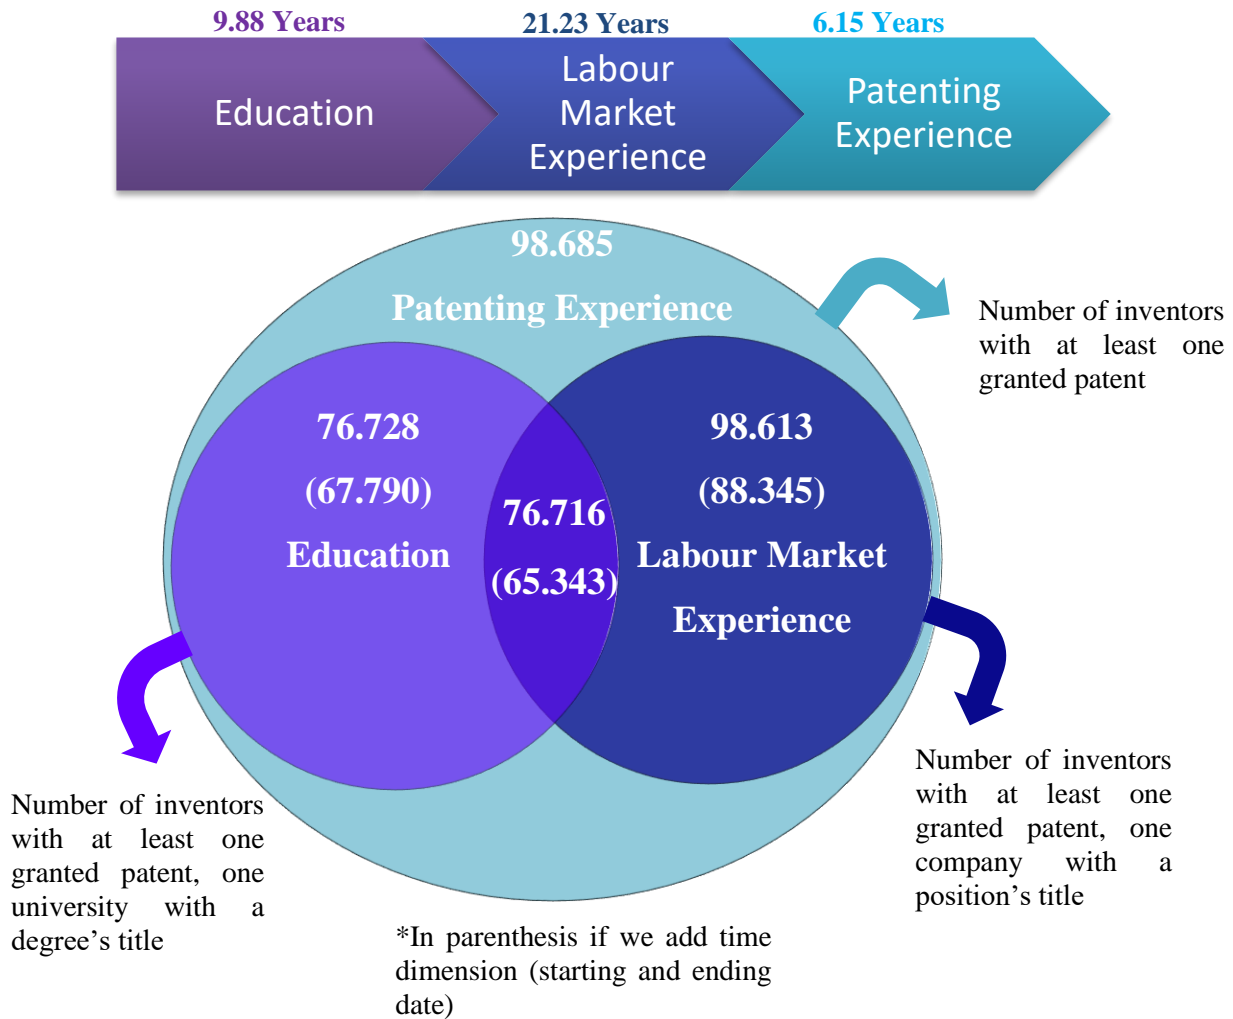 9.88 Years
21.23 Years
6.15 Years
Education
Labour
Market
Experience
Patenting
Experience
98.685
Patenting Experience
Number of inventors
with at least one
granted patent
76.728
(67.790)
Education
76.716
(65.343)
98.613
(88.345)
Labour Market
Experience
Number of inventors
with at least one
granted patent, one
university with a
degree’s title
Number of inventors
with at least one
granted patent, one
company with a
position’s title
*In parenthesis if we add time
dimension (starting and ending
date)